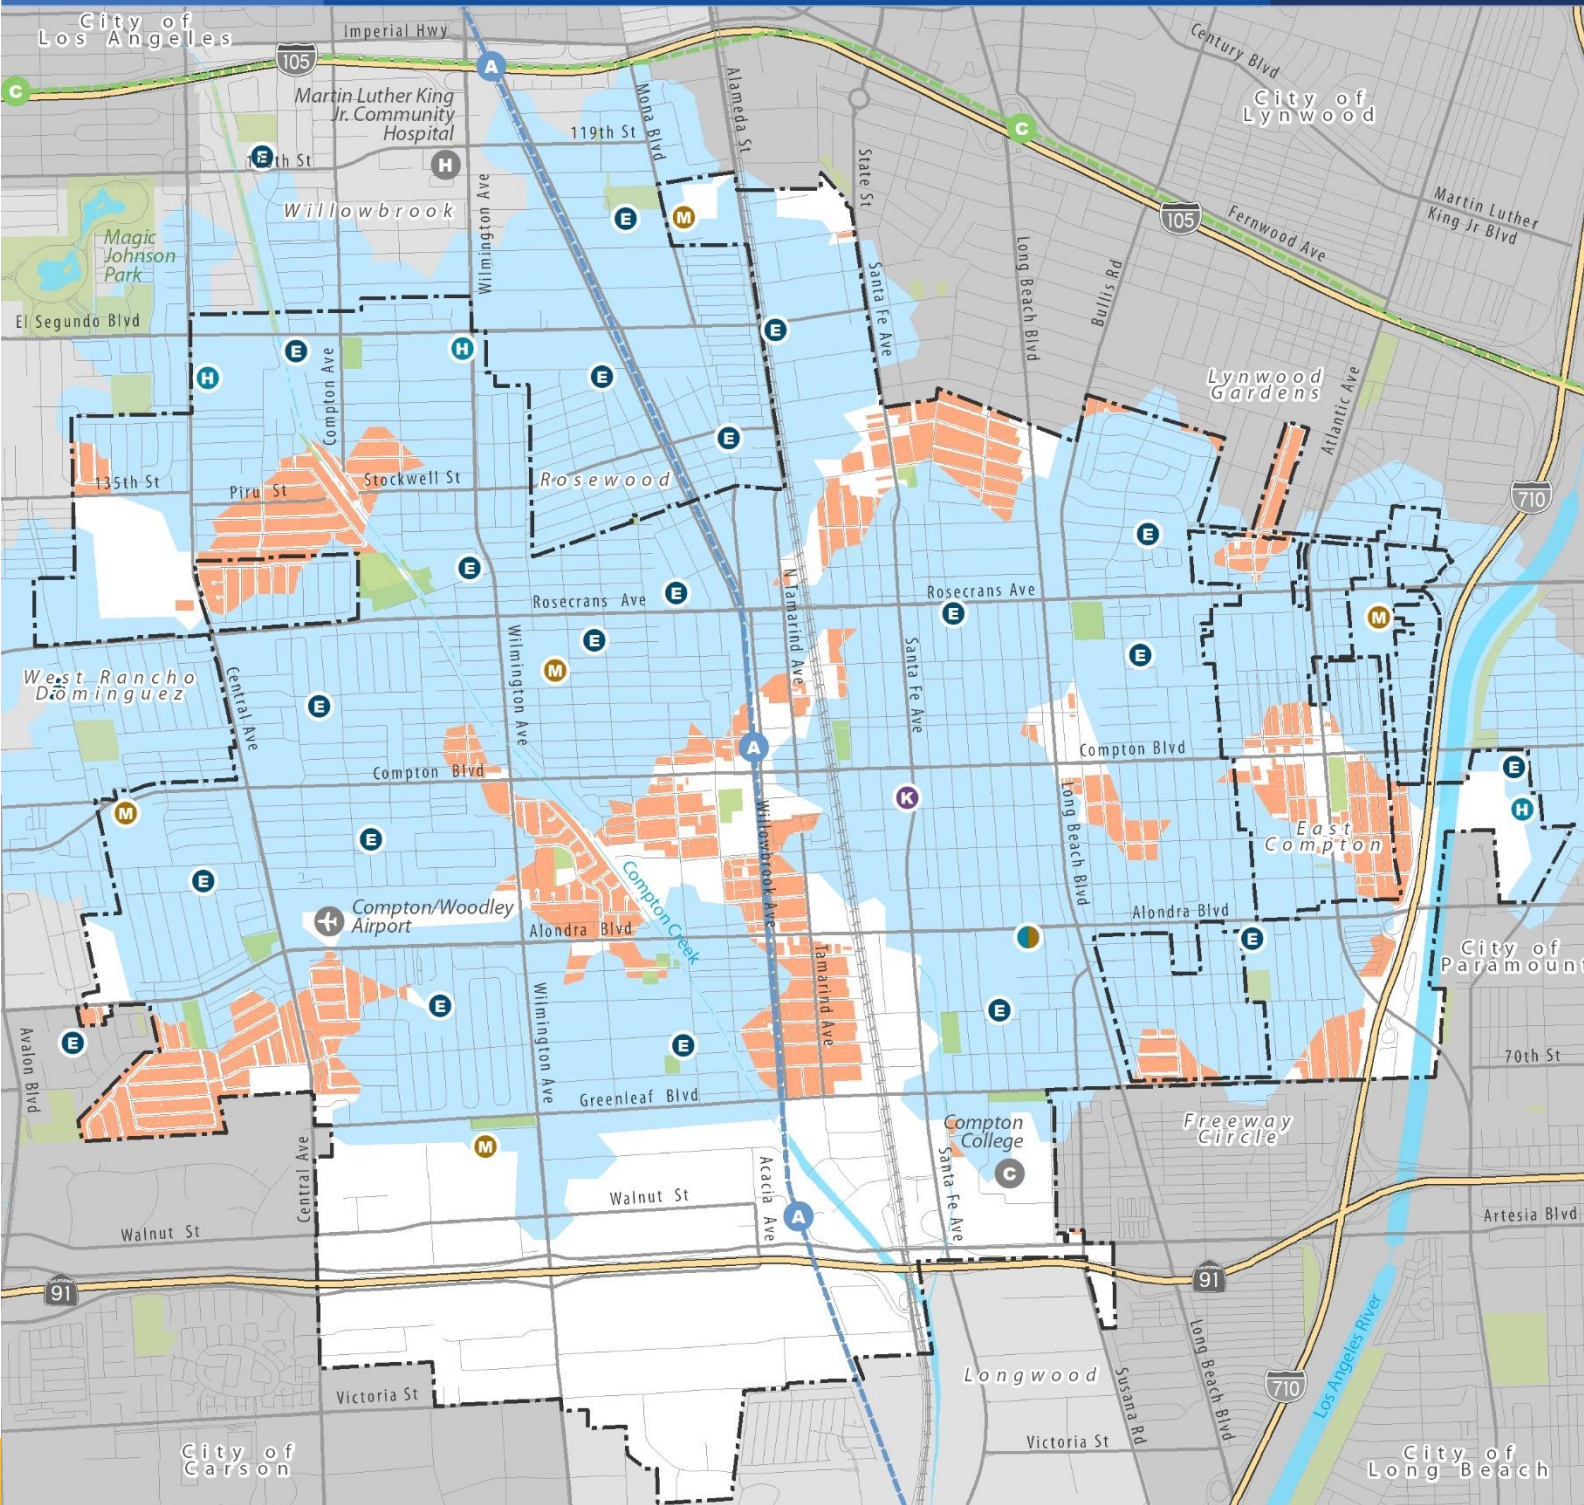 City of
Los Angeles
Imperial Hwy
105
A
C
Martin Luther King
Jr. Community
Hospital
H
119th St
Mona Blvd
Alameda St
Century Blvd
City of
Lynwood
C
E
th St
Willowbrook
Wilmington Ave
E
M
State St
105
Fernwood Ave
Martin Luther
King Jr Blvd
Magic
Johnson
Park
El Segundo Blvd
Santa Fe Ave
Long Beach Blvd
Bullis Rd
E
H
H
Compton Ave
E
E
Lynwood
Gardens
Atlantic Ave
E
135th St
Piru St
Stockwell St
Rosewood
710
E
E
E
Rosecrans Ave
N Tamarind Ave
Rosecrans Ave
E
M
West Rancho
Dominguez
Central Ave
E
Wilmington Ave
E
M
Santa Fe Ave
E
A
Compton Blvd
Compton Blvd
E
H
M
E
E
K
Willowbrook Ave
Long Beach Blvd
East
Compton
Compton/Woodley
Airport
Alondra Blvd
Compton Creek
Alondra Blvd
E
City of
Paramount
Tamarind Ave
E
E
Wilmington Ave
E
E
Avalon Blvd
70th St
Greenleaf Blvd
Compton
College
C
Freeway
Circle
M
Central Ave
Acacia Ave
Santa Fe Ave
Walnut St
Walnut St
A
Artesia Blvd
91
91
Longwood
Susana Rd
Long Beach Blvd
710
Los Angeles River
Victoria St
Victoria St
City of
Carson
City of
Long Beach